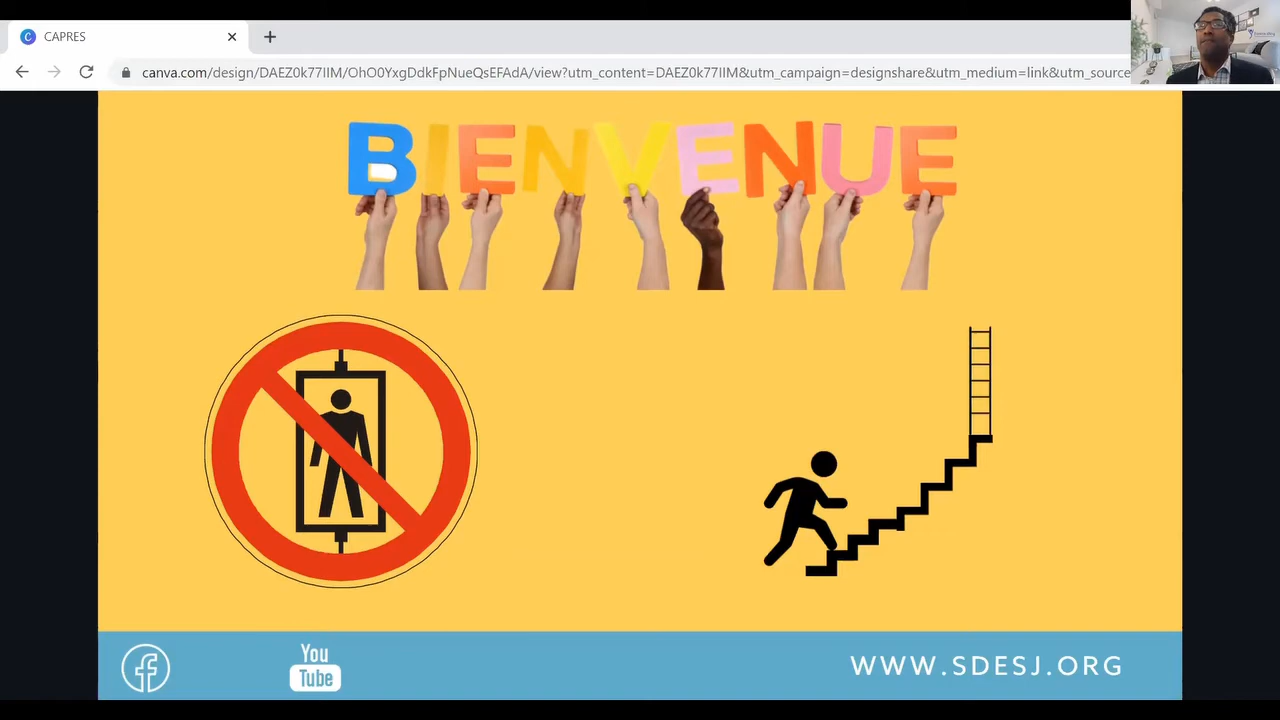 CAPRES
canva.com/design/DAEZ0k77IIM/OhO0YxgDdkFpNueQsEFAdA/view?utm_content=DAEZ0k77IIM&utm_campaign=designshare&utm_medium=link&utm_source
BIENVENUE
You
Tube
WWW.SDESJ.ORG